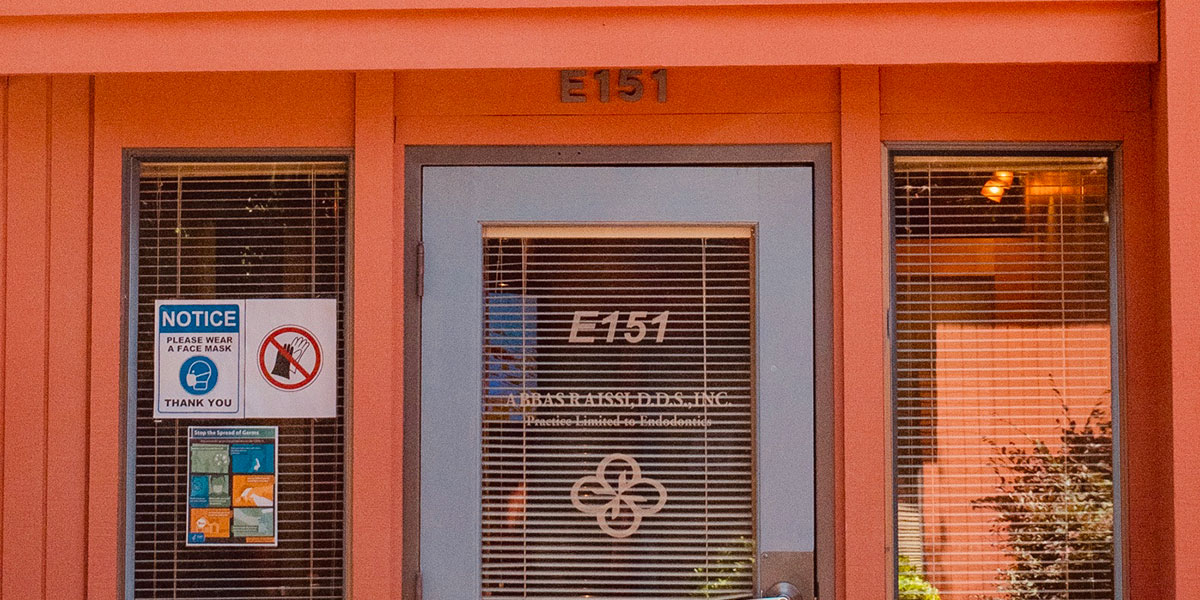 E151
E151
ABBAS RAISSI, D.D.S., INC.
Practice Limited to Endodontics
NOTICE
PLEASE WEAR
A FACE MASK
THANK YOU
Stop the Spread of Germs